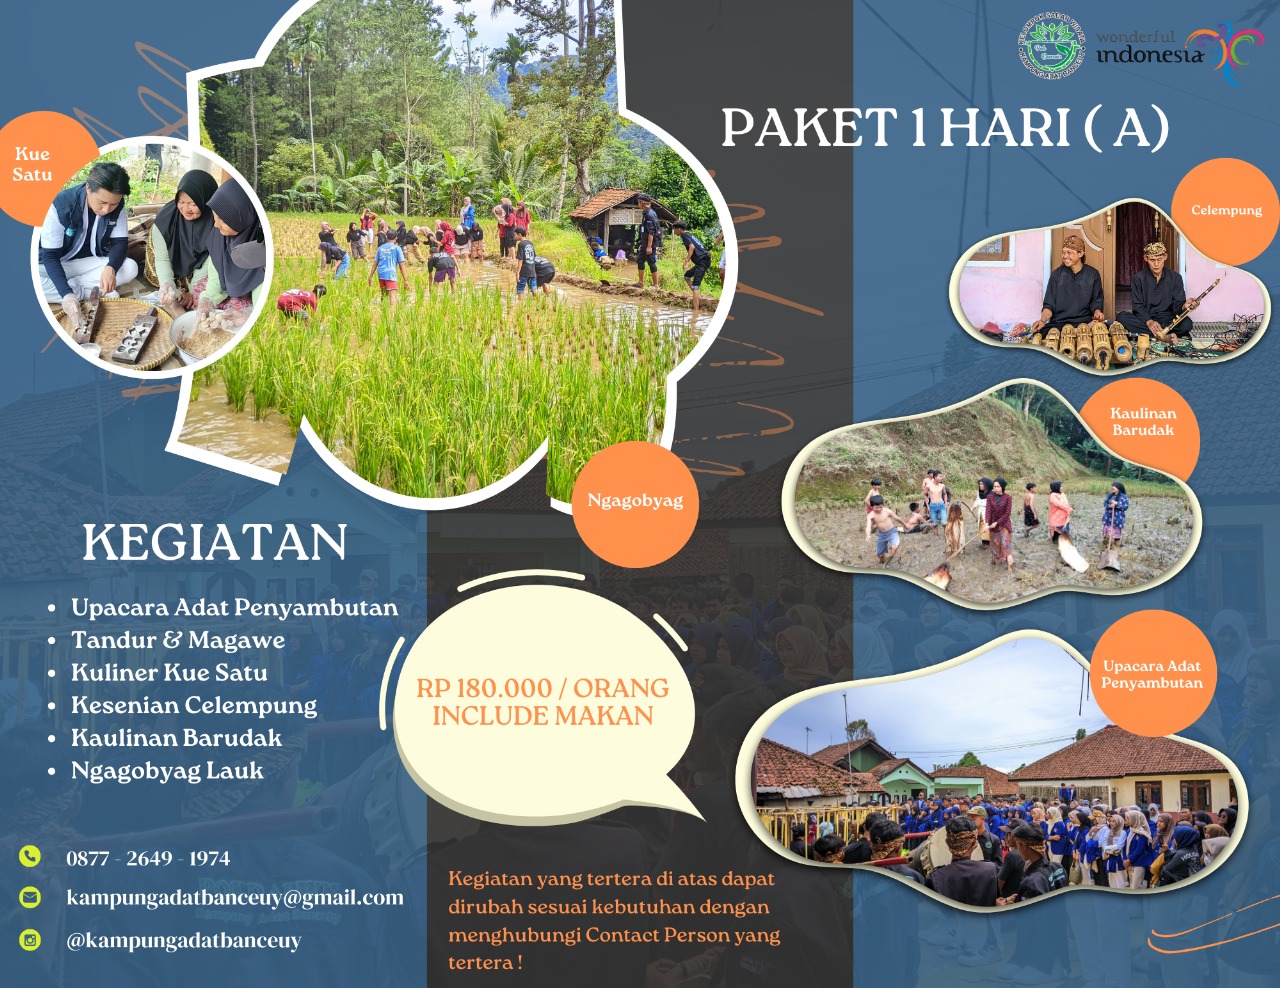 wonderful
indonesia
PAKET 1 HARI ( A)
Kue
Satu
Celempung
Kaulinan
Barudak
Ngagobyag
KEGIATAN
Upacara Adat Penyambutan
Tandur & Magawe
Kuliner Kue Satu
Kesenian Celempung
Kaulinan Barudak
Ngagobyag Lauk
RP 180.000 / ORANG
INCLUDE MAKAN
Upacara Adat
Penyambutan
0877 - 2649 - 1974
kampungadatbanceuy@gmail.com
@kampungadatbanceuy
Kegiatan yang tertera di atas dapat
dirubah sesuai kebutuhan dengan
menghubungi Contact Person yang
tertera !